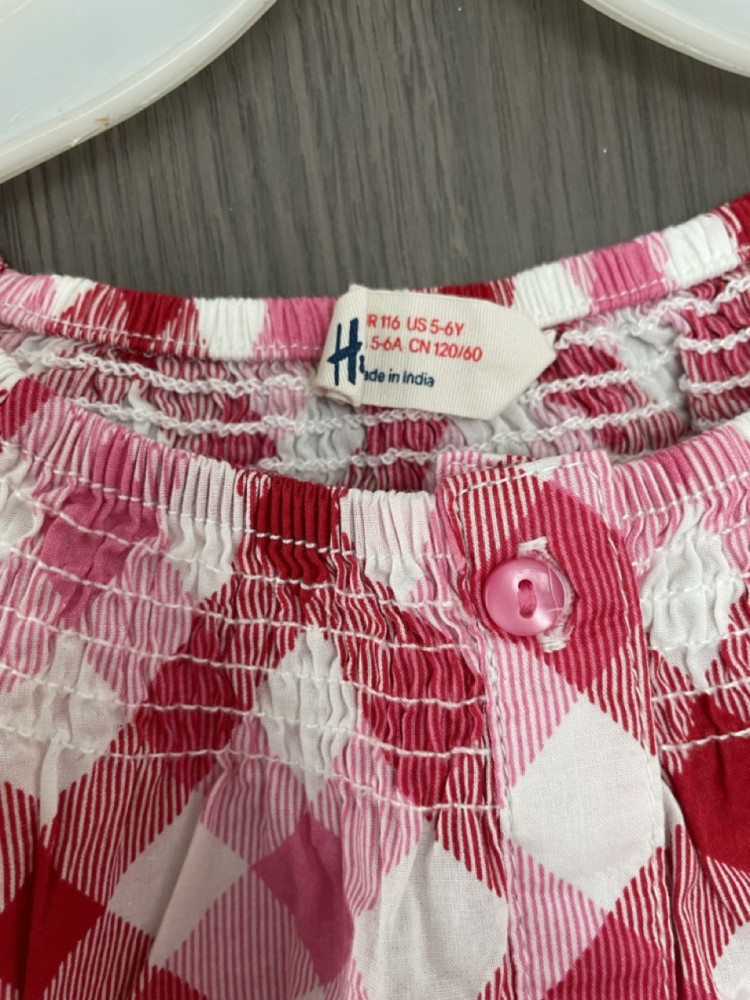 H
R 116 US 5-6Y
5-6A CN 120/60
ade in India